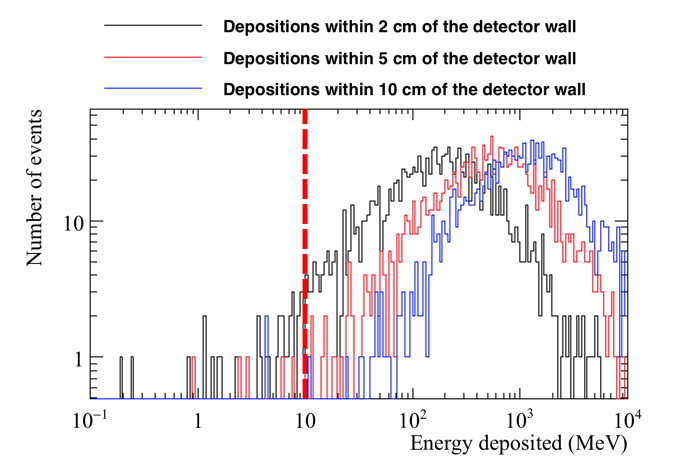 Depositions within 2 cm of the detector wall
Depositions within 5 cm of the detector wall
Depositions within 10 cm of the detector wall
Number of events
10
1
10⁻¹ 1 10 10² 10³ 10⁴
Energy deposited (MeV)